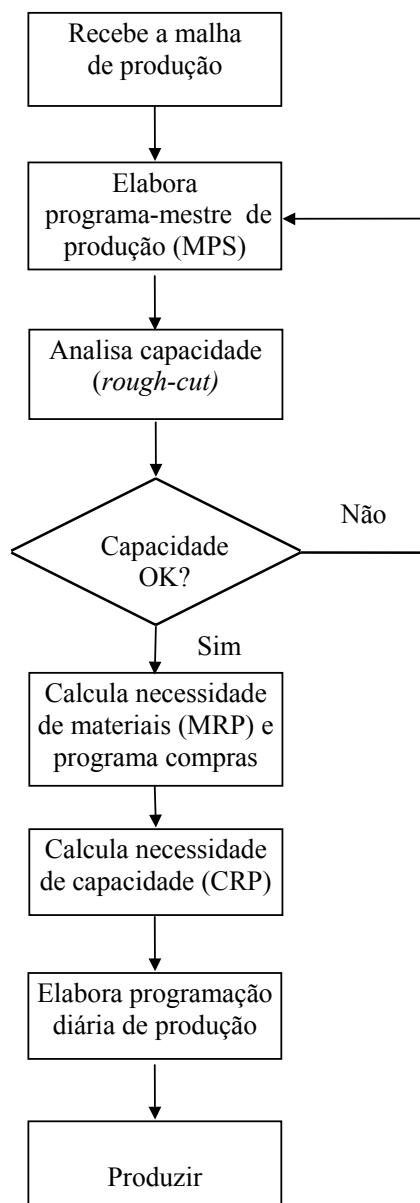 Recebe a malha
de produção
Elabora
programa-mestre de
produção (MPS)
Analisa capacidade
(rough-cut)
Capacidade
OK?
Não
Sim
Calcula necessidade
de materiais (MRP) e
programa compras
Calcula necessidade
de capacidade (CRP)
Elabora programação
diária de produção
Produzir